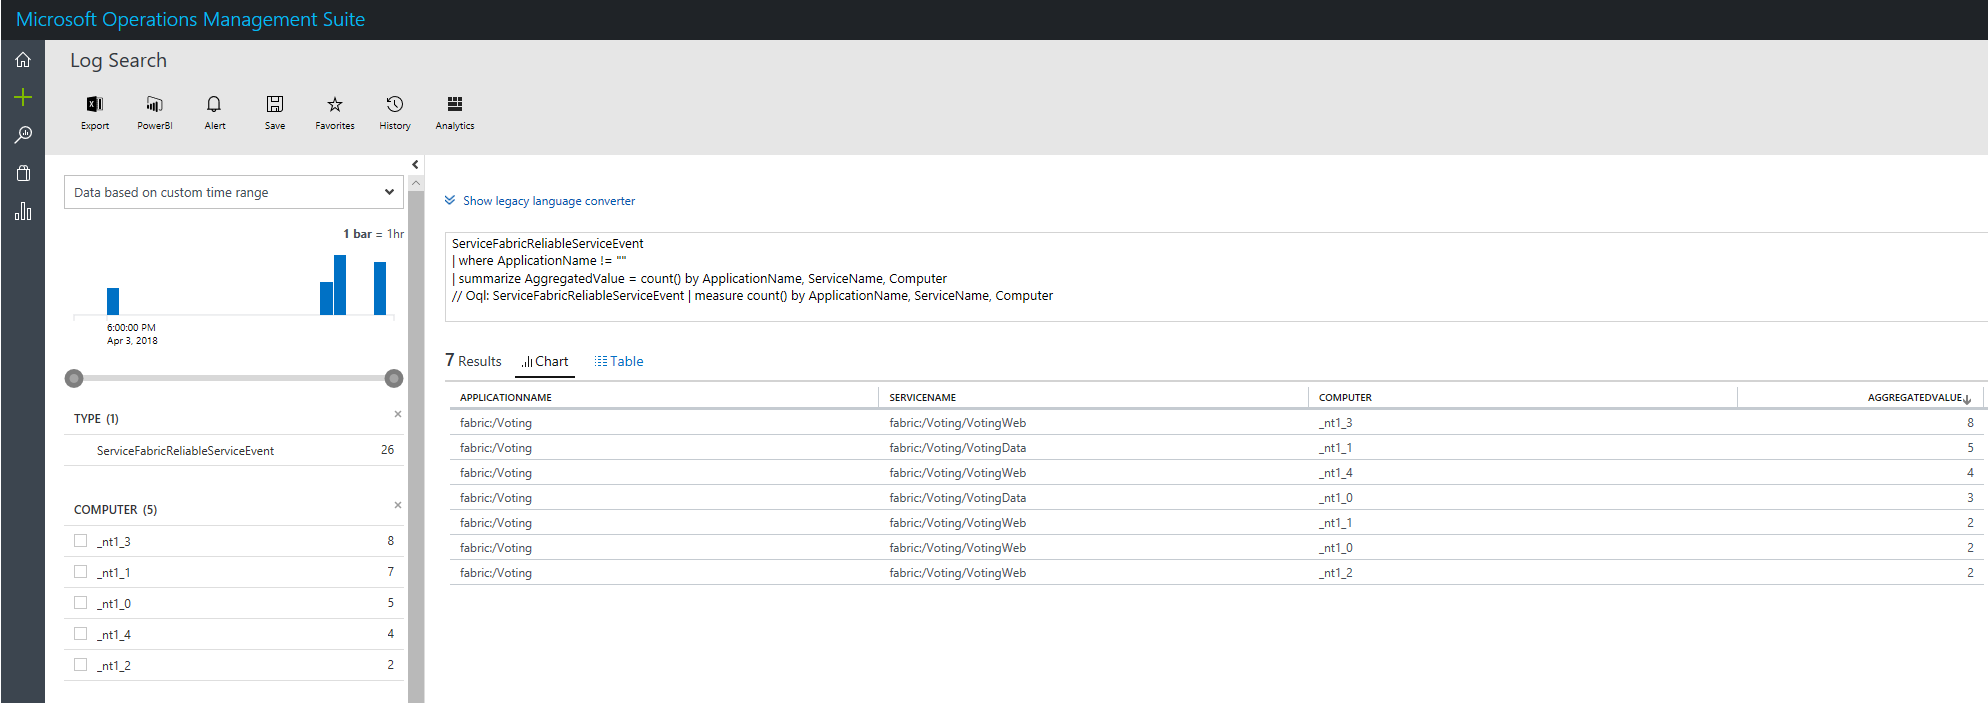 Microsoft Operations Management Suite
Log Search
Export PowerBI Alert Save Favorites History Analytics
Data based on custom time range
1 bar = 1hr
6:00:00 PM
Apr 3, 2018
TYPE (1)
ServiceFabricReliableServiceEvent 26
COMPUTER (5)
_nt1_3 8
_nt1_1 7
_nt1_0 5
_nt1_4 4
_nt1_2 2
Show legacy language converter
ServiceFabricReliableServiceEvent
| where ApplicationName != ""
| summarize AggregatedValue = count() by ApplicationName, ServiceName, Computer
// Oql: ServiceFabricReliableServiceEvent | measure count() by ApplicationName, ServiceName, Computer
7 Results Chart Table
APPLICATIONNAME SERVICENAME COMPUTER AGGREGATEDVALUE
fabric:/Voting fabric:/Voting/VotingWeb _nt1_3 8
fabric:/Voting fabric:/Voting/VotingData _nt1_1 5
fabric:/Voting fabric:/Voting/VotingWeb _nt1_4 4
fabric:/Voting fabric:/Voting/VotingData _nt1_0 3
fabric:/Voting fabric:/Voting/VotingWeb _nt1_1 2
fabric:/Voting fabric:/Voting/VotingWeb _nt1_0 2
fabric:/Voting fabric:/Voting/VotingWeb _nt1_2 2